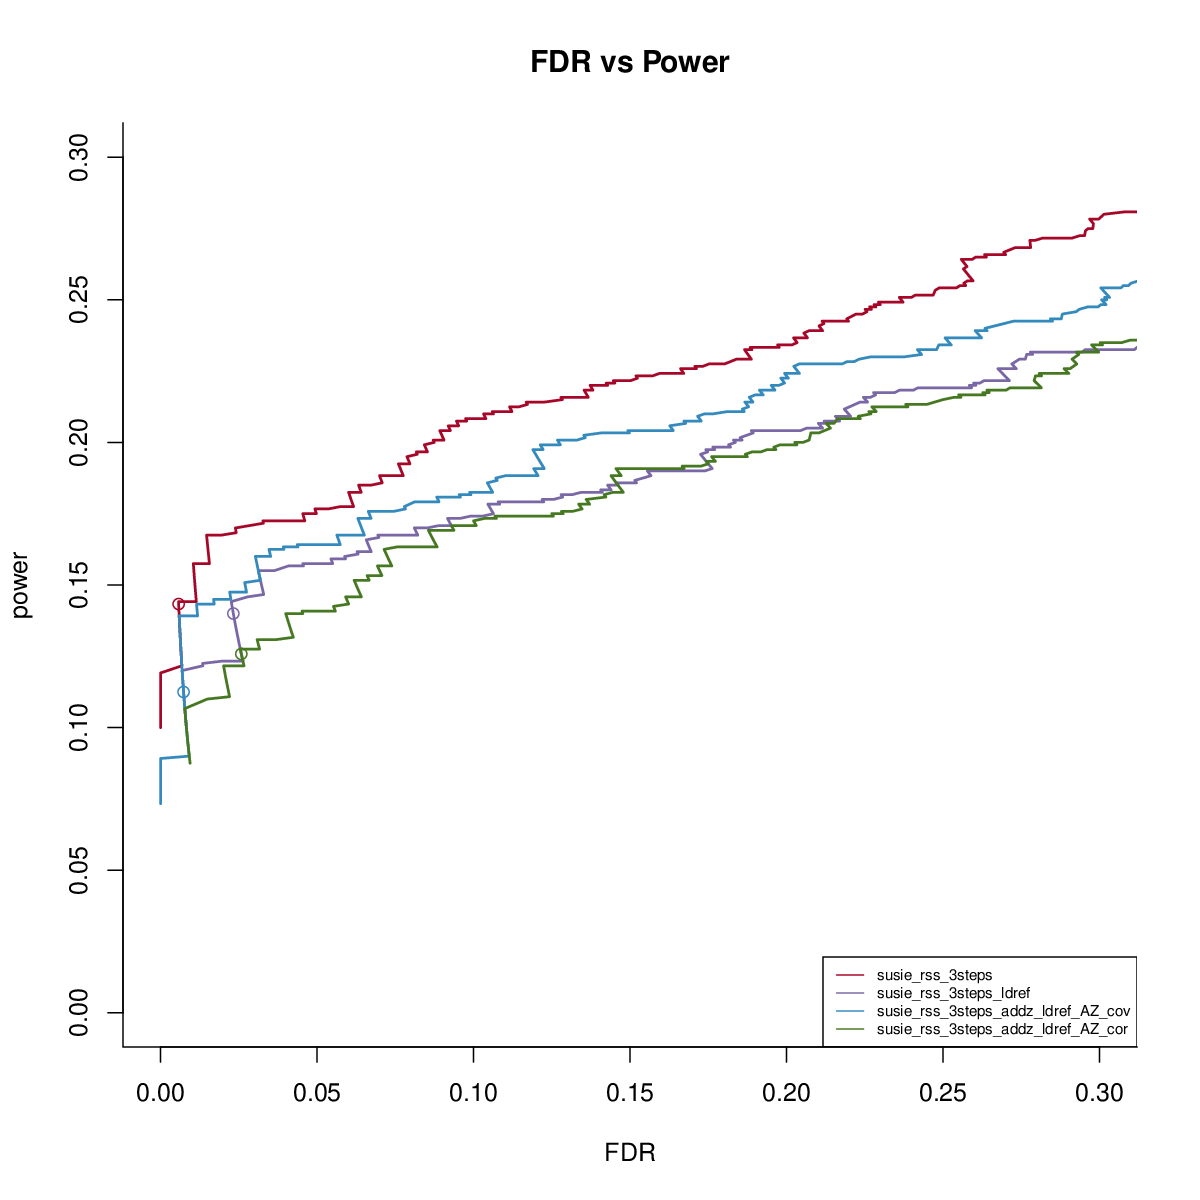 FDR vs Power
power
0.30
0.25
0.20
0.15
0.10
0.05
0.00
susie_rss_3steps
susie_rss_3steps_ldref
susie_rss_3steps_addz_ldref_AZ_cov
susie_rss_3steps_addz_ldref_AZ_cor
0.00 0.05 0.10 0.15 0.20 0.25 0.30
FDR